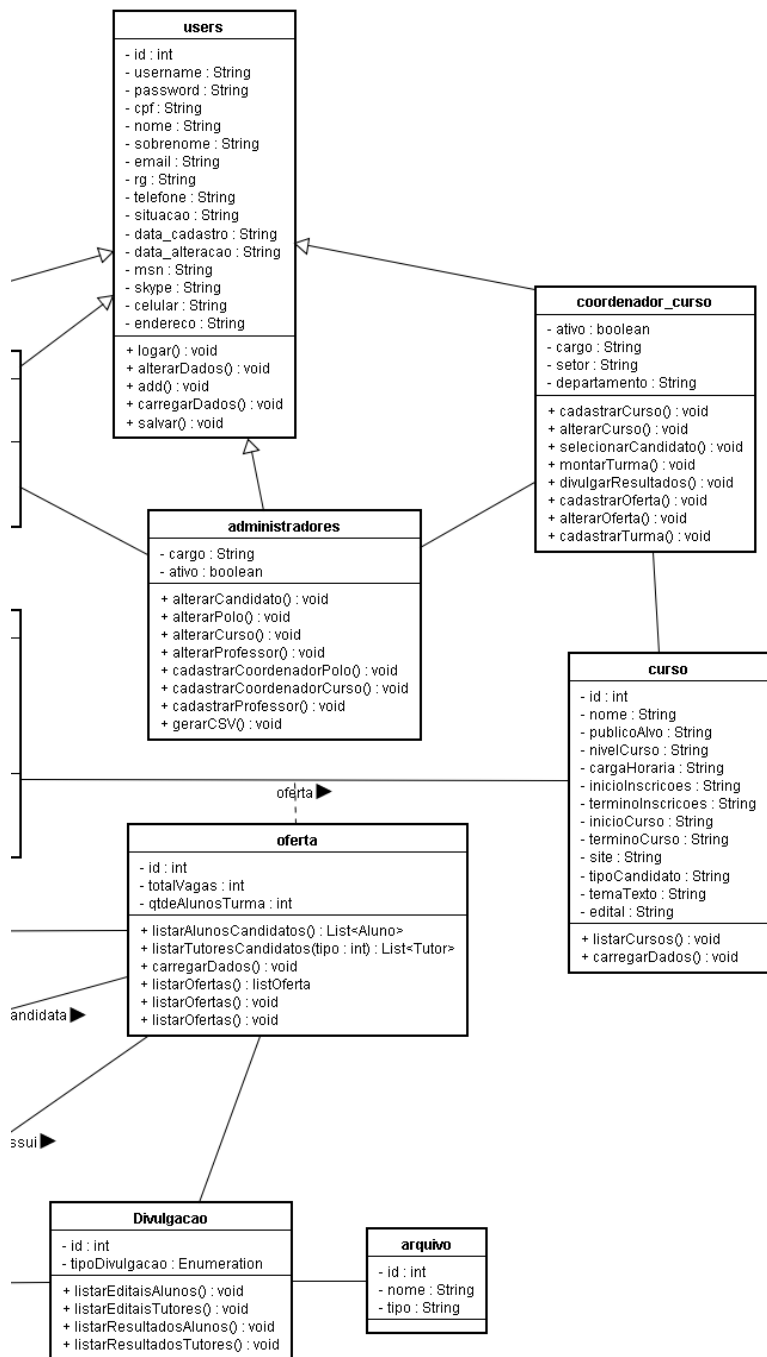 users
- id : int
- username : String
- password : String
- cpf : String
- nome : String
- sobrenome : String
- email : String
- rg : String
- telefone : String
- situacao : String
- data_cadastro : String
- data_alteracao : String
- msn : String
- skype : String
- celular : String
- endereco : String
+ logar() : void
+ alterarDados() : void
+ add() : void
+ carregarDados() : void
+ salvar() : void
coordenador_curso
- ativo : boolean
- cargo : String
- setor : String
- departamento : String
+ cadastrarCurso() : void
+ alterarCurso() : void
+ selecionarCandidato() : void
+ montarTurma() : void
+ divulgarResultados() : void
+ cadastrarOferta() : void
+ alterarOferta() : void
+ cadastrarTurma() : void
administradores
- cargo : String
- ativo : boolean
+ alterarCandidato() : void
+ alterarPolo() : void
+ alterarCurso() : void
+ alterarProfessor() : void
+ cadastrarCoordenadorPolo() : void
+ cadastrarCoordenadorCurso() : void
+ cadastrarProfessor() : void
+ gerarCSV() : void
curso
- id : int
- nome : String
- publicoAlvo : String
- nivelCurso : String
- cargaHoraria : String
- inicioInscricoes : String
- terminoInscricoes : String
- inicioCurso : String
- terminoCurso : String
- site : String
- tipoCandidato : String
- temaTexto : String
- edital : String
+ listarCursos() : void
+ carregarDados() : void
oferta
oferta
- id : int
- totalVagas : int
- qtdeAlunosTurma : int
+ listarAlunosCandidatos() : List<Aluno>
+ listarTutoresCandidatos(tipo : int) : List<Tutor>
+ carregarDados() : void
+ listarOfertas() : listOferta
+ listarOfertas() : void
+ listarOfertas() : void
andidata
ssui
Divulgacao
- id : int
- tipoDivulgacao : Enumeration
+ listarEditaisAlunos() : void
+ listarEditaisTutores() : void
+ listarResultadosAlunos() : void
+ listarResultadosTutores() : void
arquivo
- id : int
- nome : String
- tipo : String